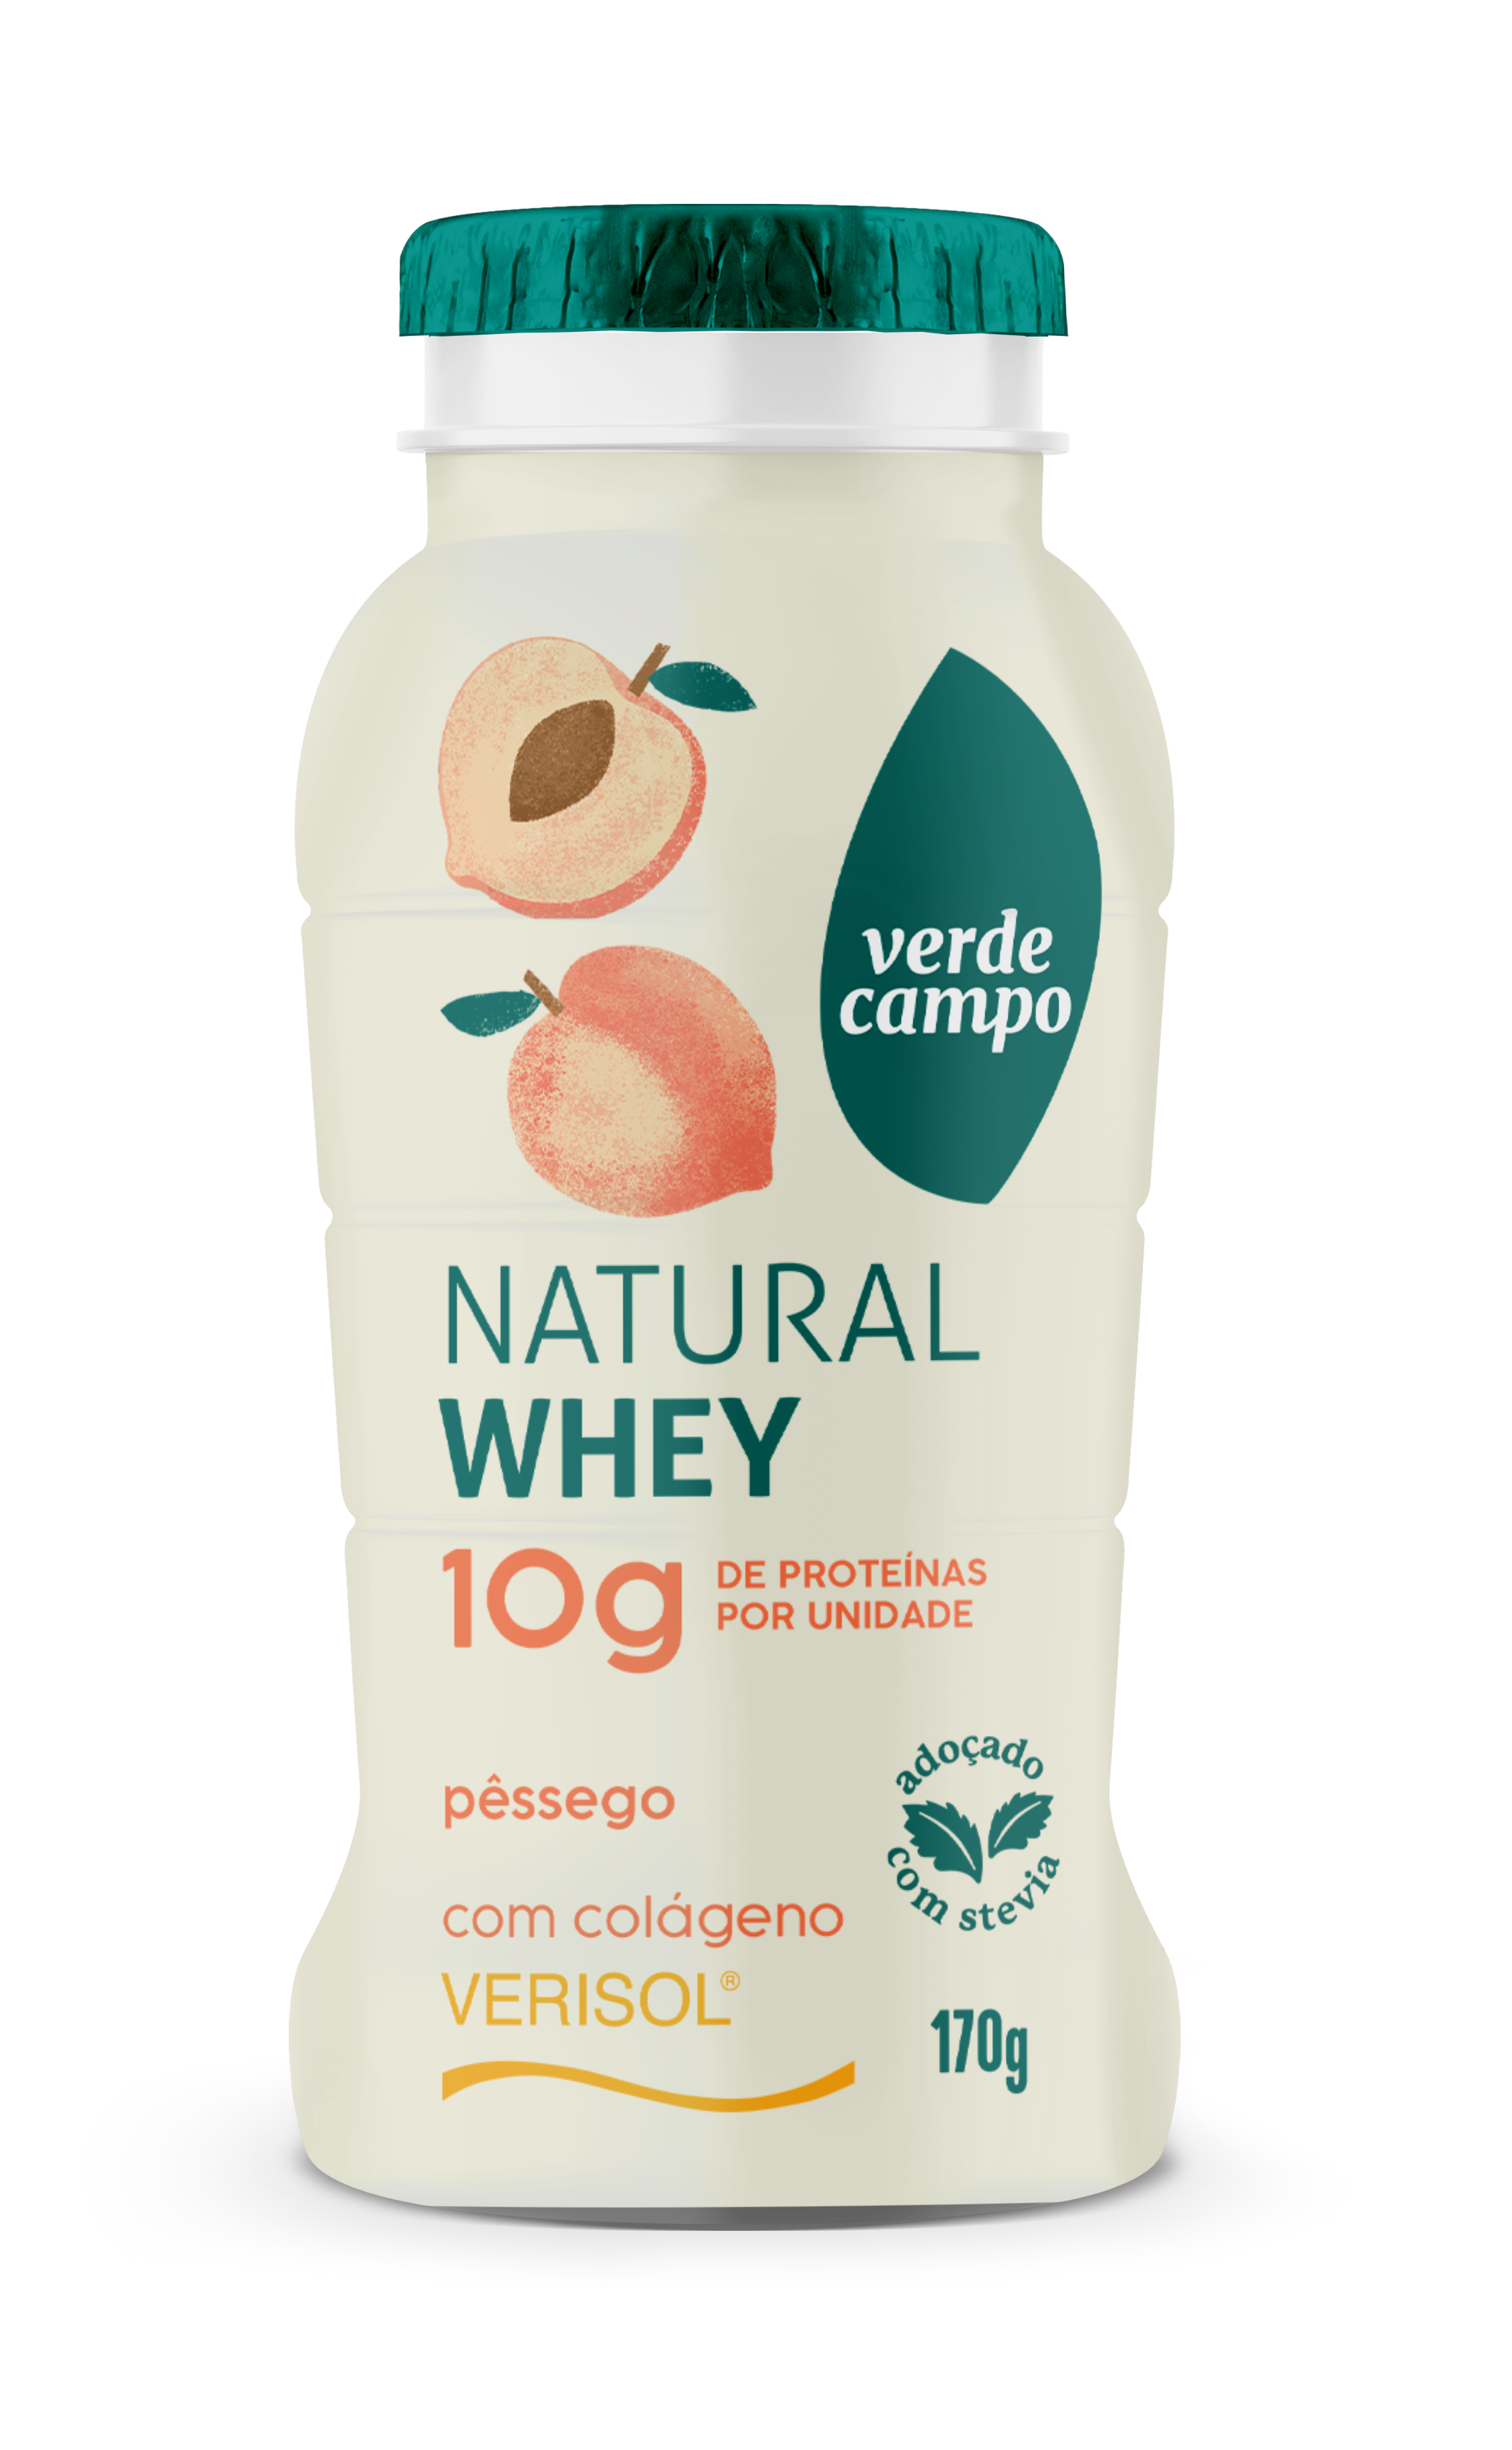 verde
campo
NATURAL
WHEY
10g
DE PROTEÍNAS
POR UNIDADE
pêssego
adoçado
com stevia
com colágeno
VERISOL®
170g